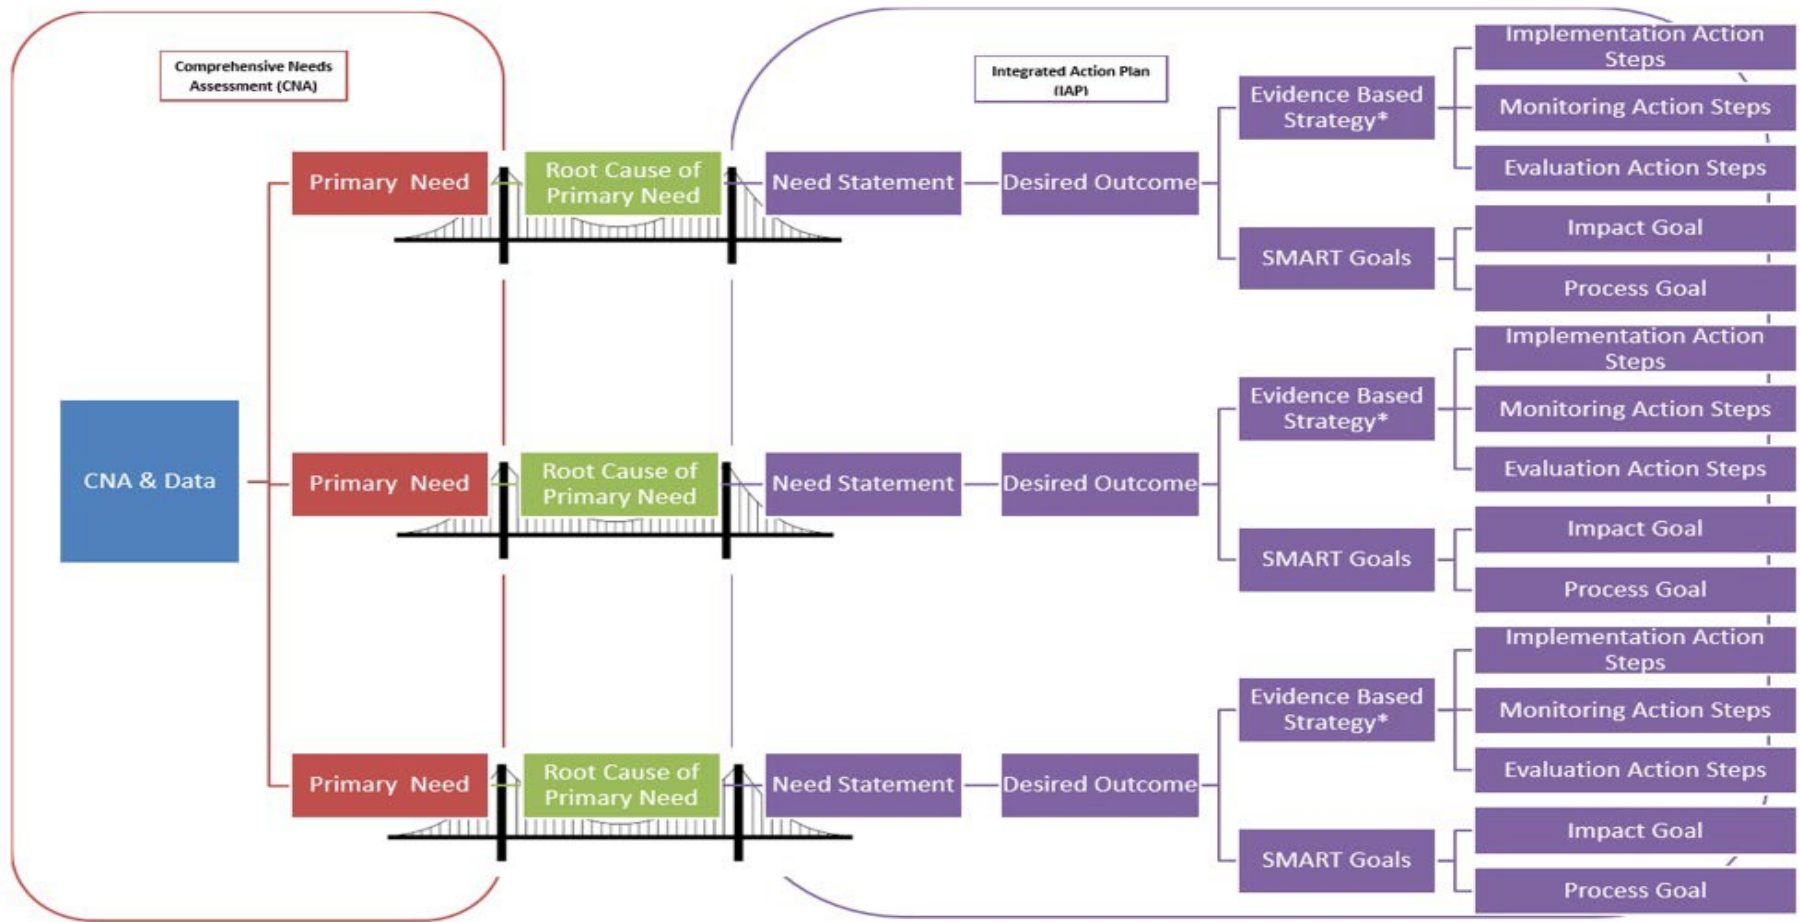 Comprehensive Needs
Assessment (CNA)
Integrated Action Plan
(IAP)
CNA & Data
Primary Need
Root Cause of
Primary Need
Need Statement
Desired Outcome
Evidence Based
Strategy*
Implementation Action
Steps
Monitoring Action Steps
Evaluation Action Steps
SMART Goals
Impact Goal
Process Goal
Primary Need
Root Cause of
Primary Need
Need Statement
Desired Outcome
Evidence Based
Strategy*
Implementation Action
Steps
Monitoring Action Steps
Evaluation Action Steps
SMART Goals
Impact Goal
Process Goal
Primary Need
Root Cause of
Primary Need
Need Statement
Desired Outcome
Evidence Based
Strategy*
Implementation Action
Steps
Monitoring Action Steps
Evaluation Action Steps
SMART Goals
Impact Goal
Process Goal